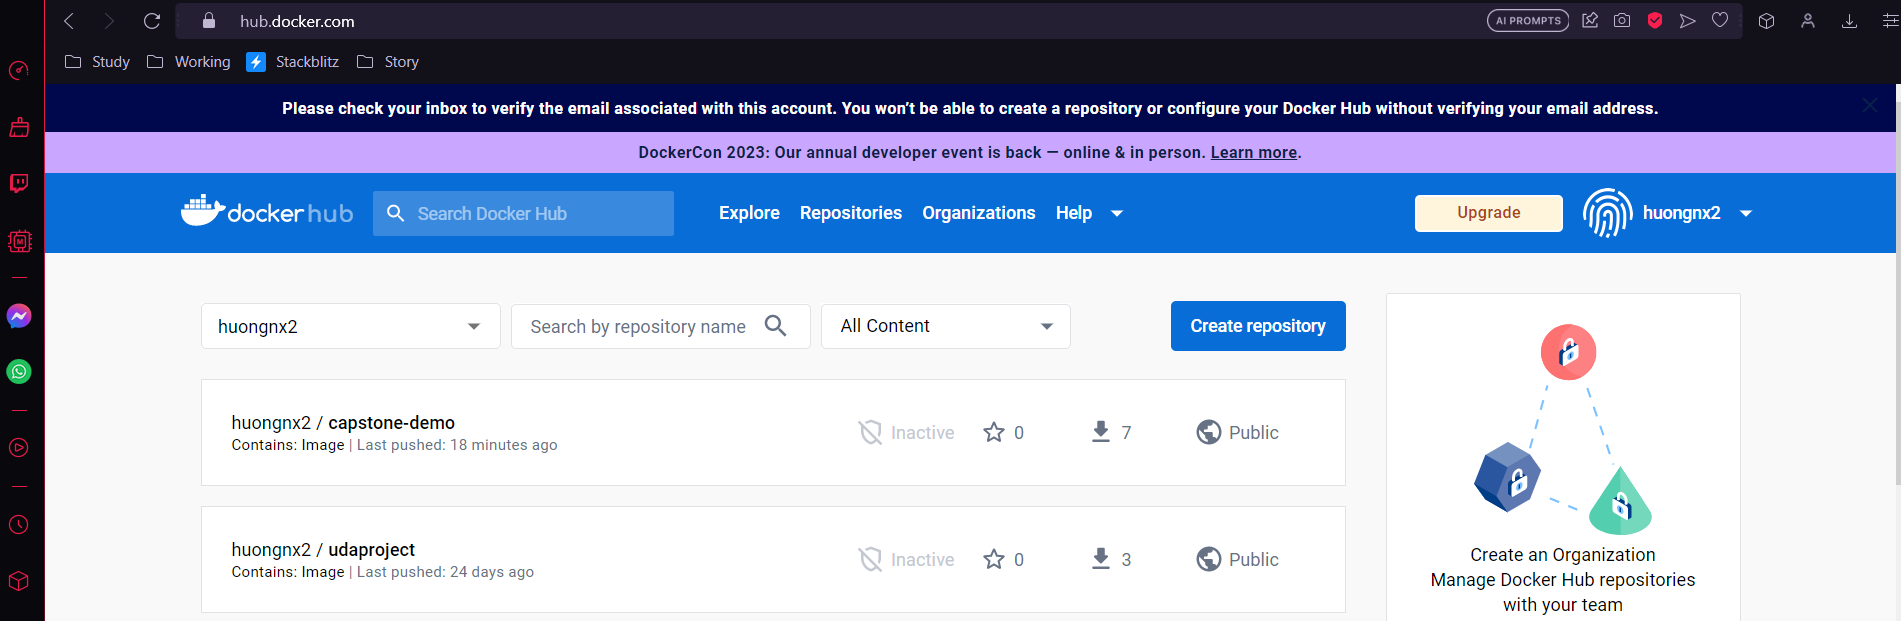 hub.docker.com
AI PROMPTS
Study Working Stackblitz Story
Please check your inbox to verify the email associated with this account. You won’t be able to create a repository or configure your Docker Hub without verifying your email address.
DockerCon 2023: Our annual developer event is back — online & in person. Learn more.
docker hub
Search Docker Hub
Explore Repositories Organizations Help
Upgrade
huongnx2
huongnx2
Search by repository name
All Content
Create repository
huongnx2 / capstone-demo
Contains: Image | Last pushed: 18 minutes ago
Inactive 0 7 Public
huongnx2 / udaproject
Contains: Image | Last pushed: 24 days ago
Inactive 0 3 Public
Create an Organization
Manage Docker Hub repositories
with your team